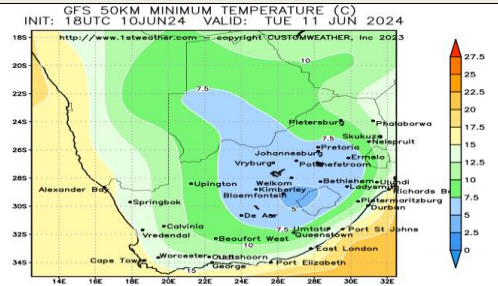 GFS 50KM MINIMUM TEMPERATURE (C)
INIT: 18UTC 10JUN24 VALID: TUE 11 JUN 2024
http://www.1stweather.com copyright CUSTOMWEATHER, Inc 2023
18S
20S
22S
24S
26S
28S
30S
32S
34S
10
7.5
Pietersburg
Phalaborwa
Skukuza
Nelspruit
Pretoria
Johannesburg
Ermelo
Vryburg
Potchefstroom
Upington
Welkom
Bethlehem
Ulundi
Kimberley
Ladysmith
Alexander Bay
Richards B
Bloemfontein
Pietermaritzburg
Springbok
5
Durban
De Aar
Calvinia
7.5
Umtata
Port St Johns
Vredendal
Queenstown
Beaufort West
10
East London
Worcester
Oudtshoorn
Cape Town
George
Port Elizabeth
15
14E 16E 18E 20E 22E 24E 26E 28E 30E 32E
27.5
25
22.5
20
17.5
15
12.5
10
7.5
5
2.5
0